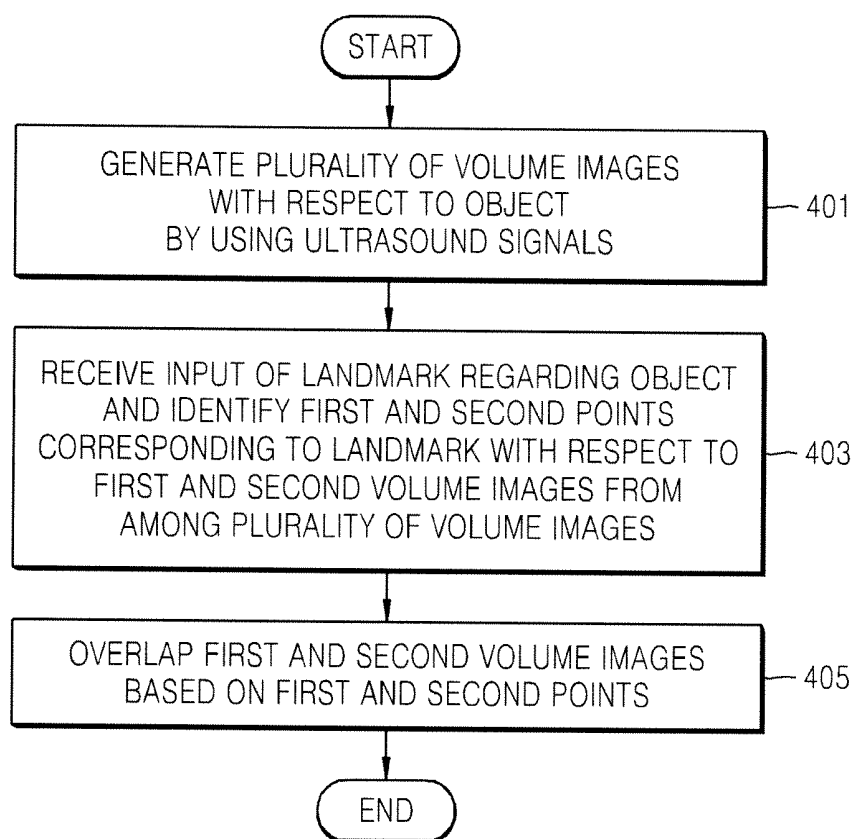 START
GENERATE PLURALITY OF VOLUME IMAGES
WITH RESPECT TO OBJECT
BY USING ULTRASOUND SIGNALS
401
RECEIVE INPUT OF LANDMARK REGARDING OBJECT
AND IDENTIFY FIRST AND SECOND POINTS
CORRESPONDING TO LANDMARK WITH RESPECT TO
FIRST AND SECOND VOLUME IMAGES FROM
AMONG PLURALITY OF VOLUME IMAGES
403
OVERLAP FIRST AND SECOND VOLUME IMAGES
BASED ON FIRST AND SECOND POINTS
405
END